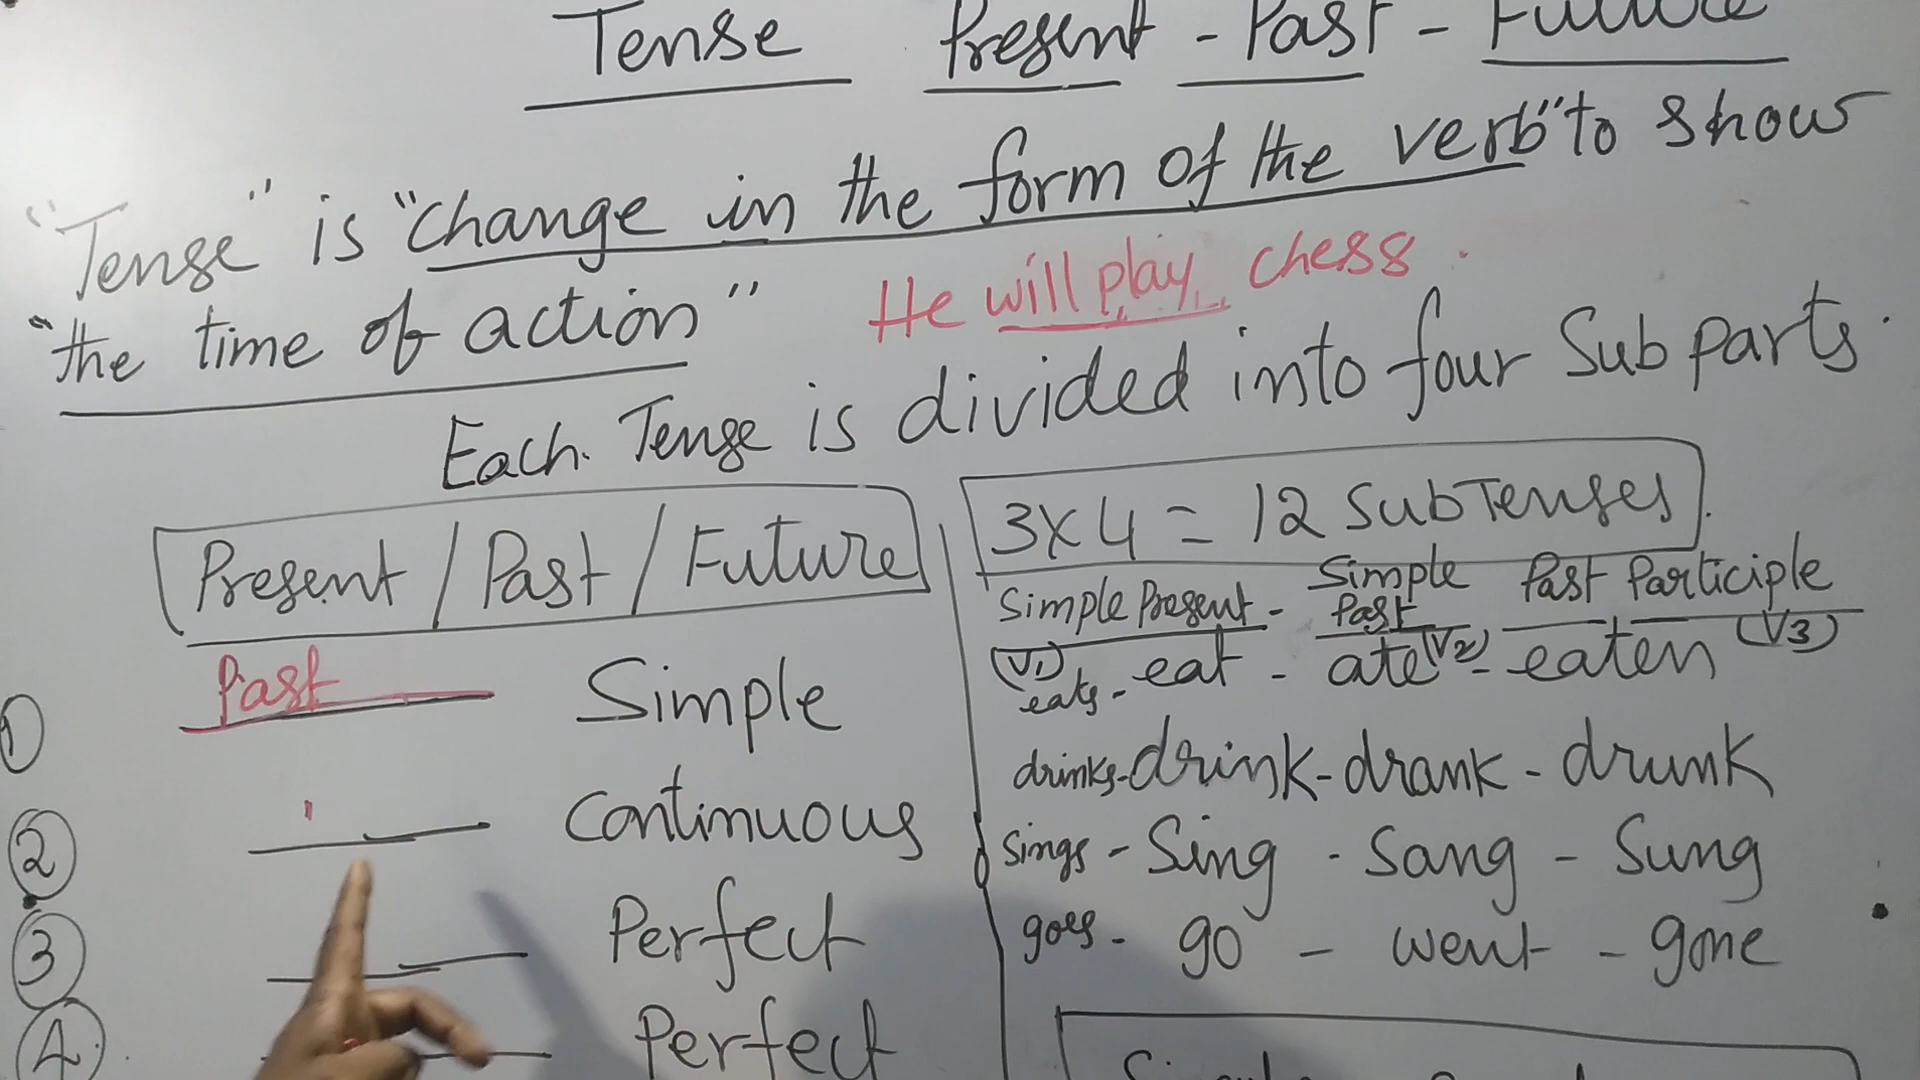 Tense Present - Past - Future
"Tense" is "change in the form of the verb" to show
"the time of action" He will play chess.
Each Tense is divided into four Sub parts.
Present / Past / Future
① Past Simple
② Continuous
③ Perfect
④ Perfect
3x4 = 12 SubTenses
Simple Present - Simple Past Past Participle
(V1) (V2) (V3)
eats - eat - ate - eaten
drinks - drink - drank - drunk
sings - Sing - Sang - Sung
goes - go - went - gone